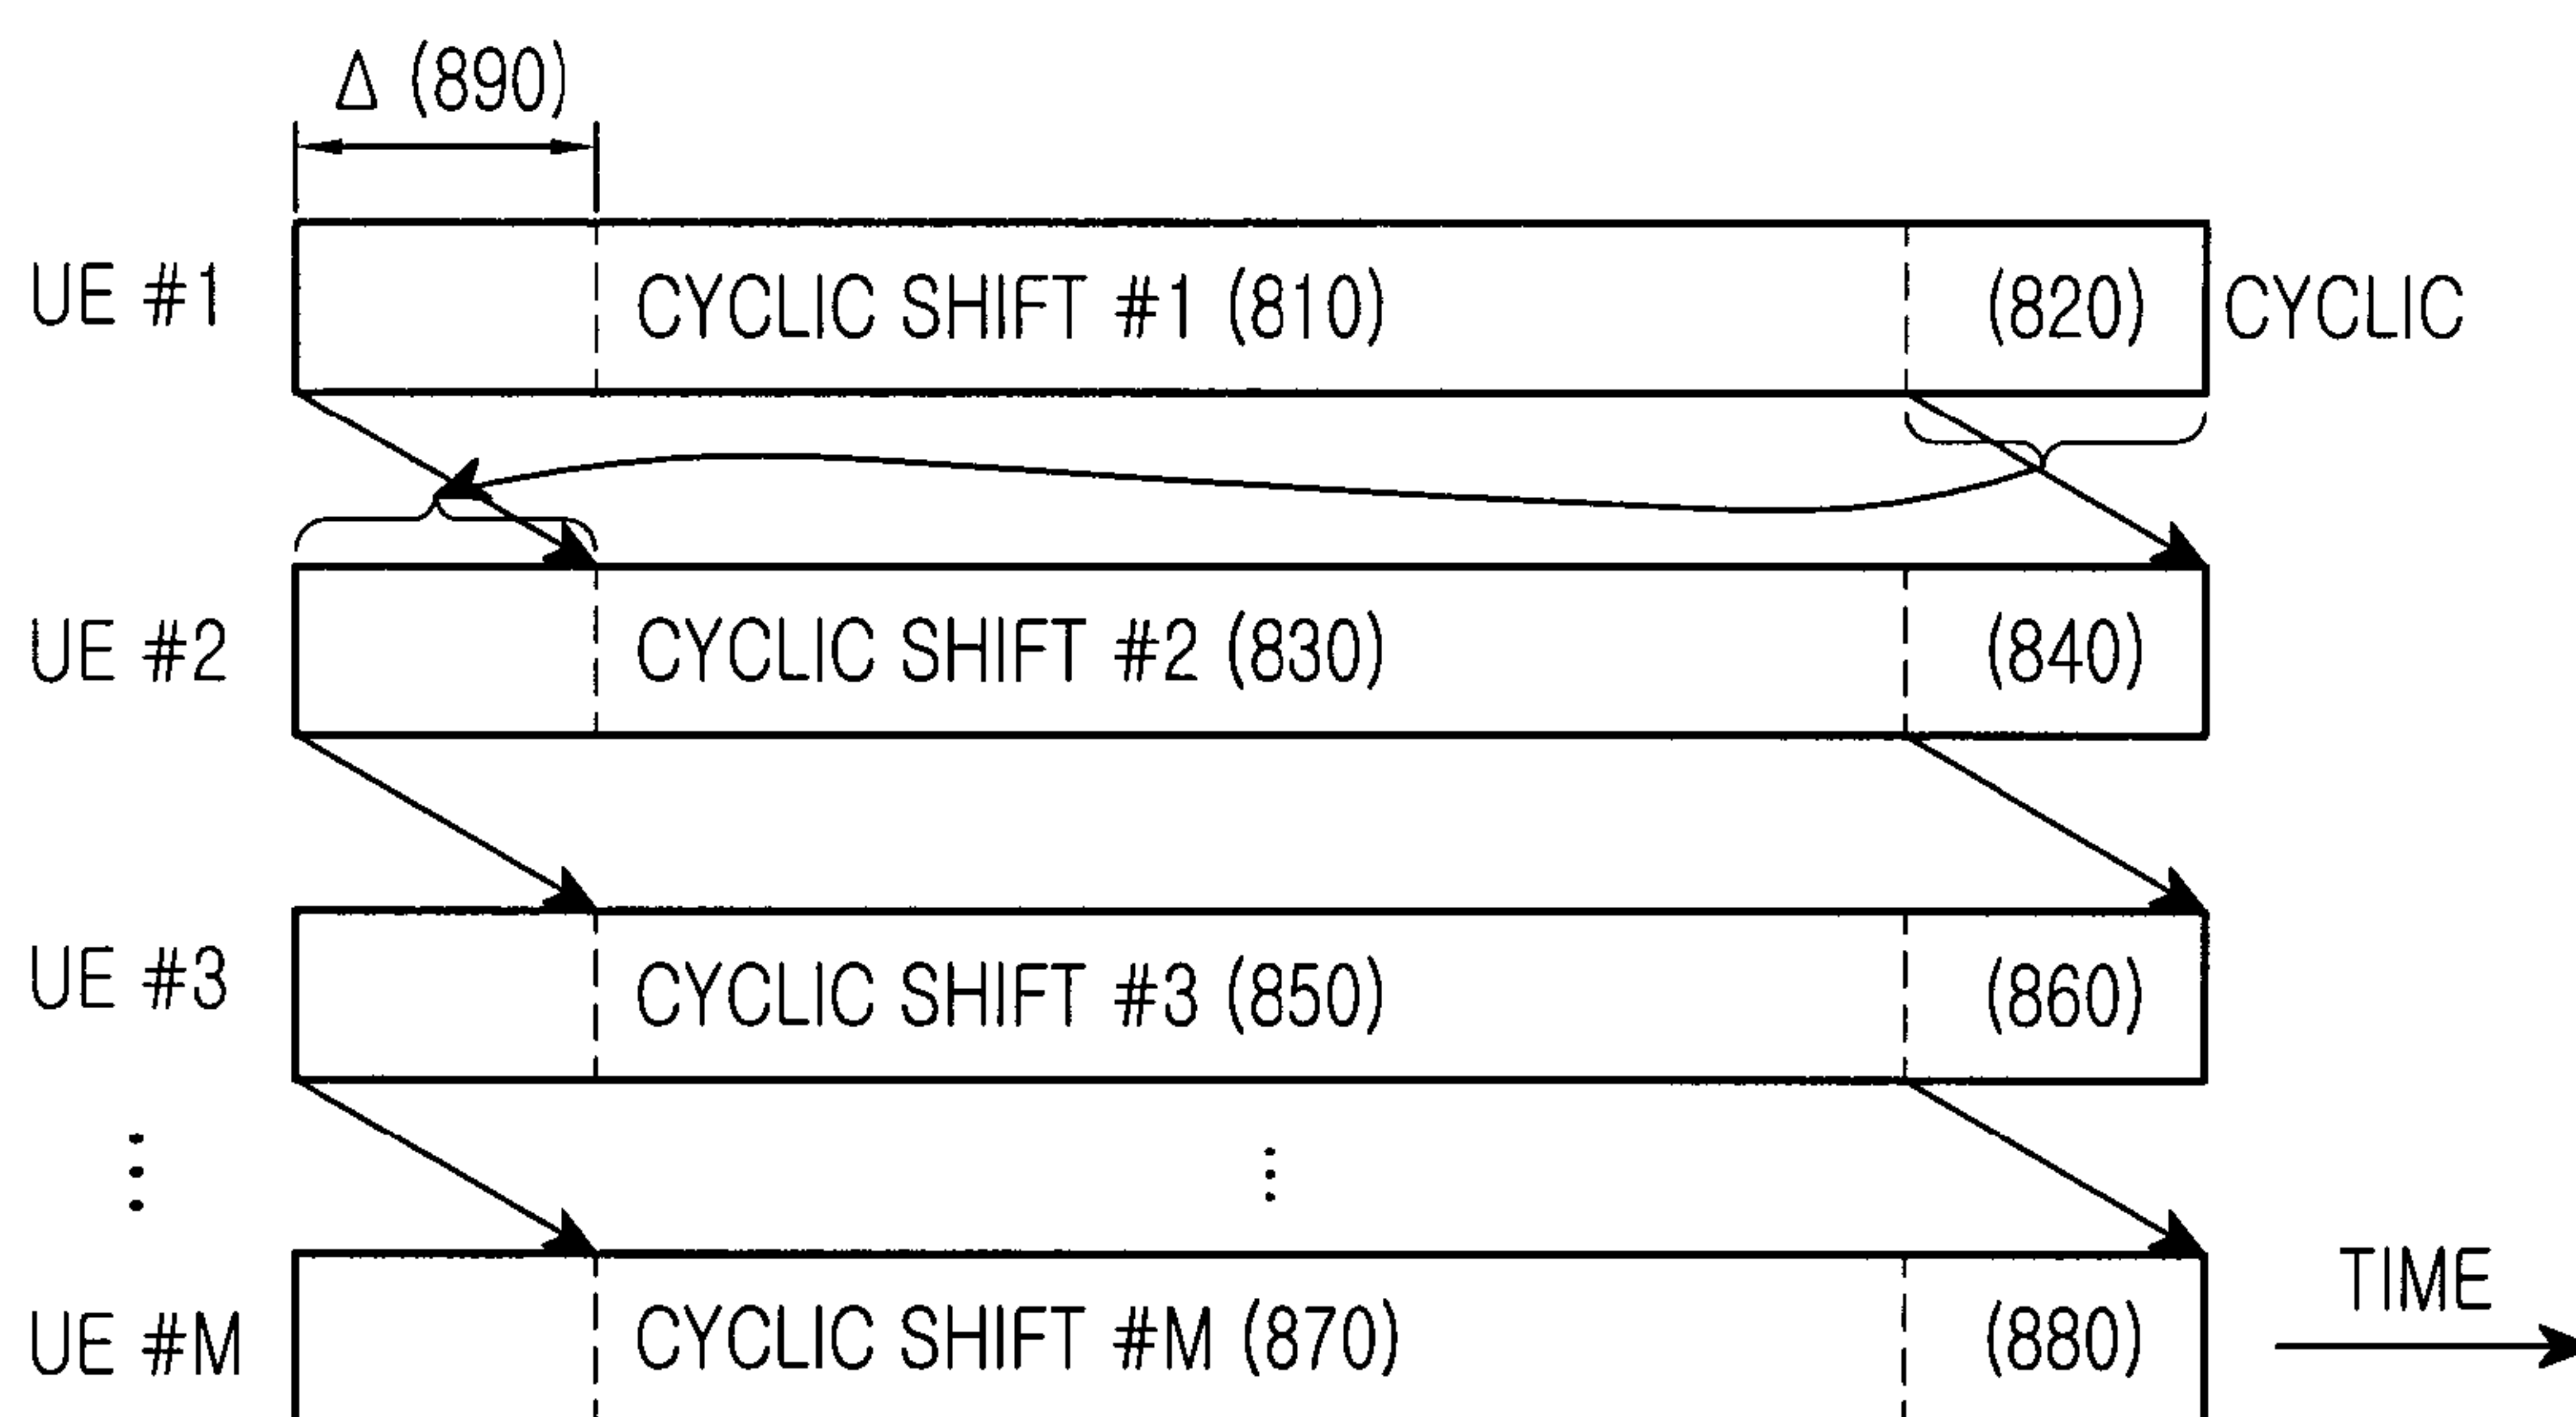 Δ (890)
UE #1 CYCLIC SHIFT #1 (810) (820) CYCLIC
UE #2 CYCLIC SHIFT #2 (830) (840)
UE #3 CYCLIC SHIFT #3 (850) (860)
TIME
UE #M CYCLIC SHIFT #M (870) (880)